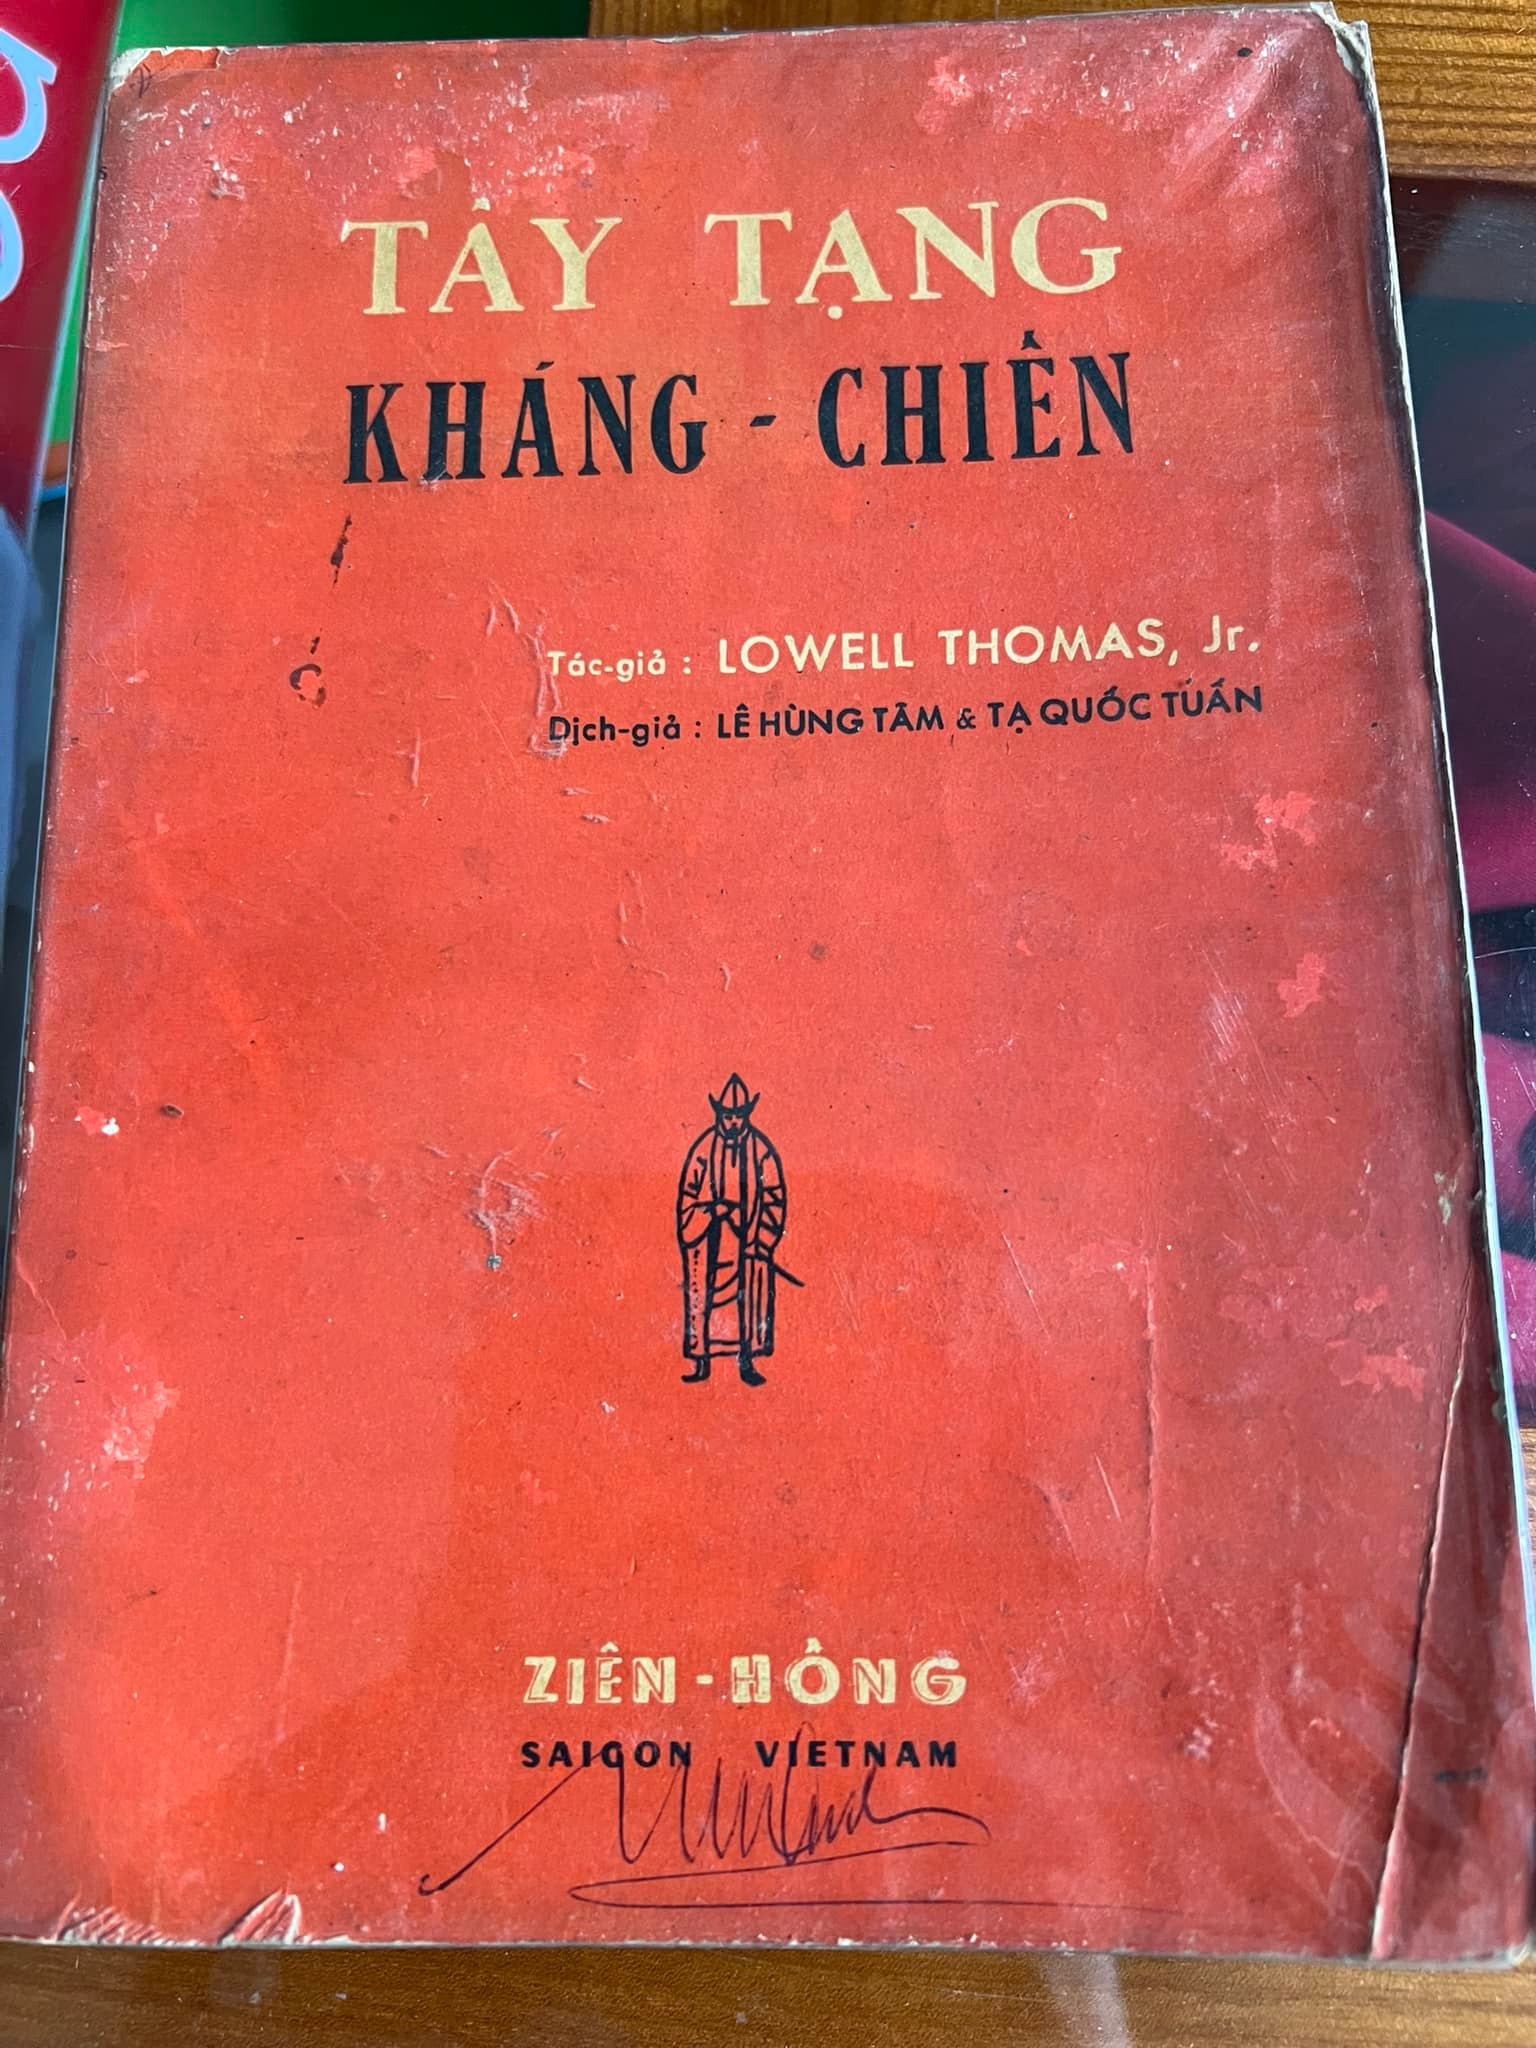 TÂY TẠNG
KHÁNG - CHIẾN
Tác-giả : LOWELL THOMAS, Jr.
Dịch-giả : LÊ HÙNG TÂM & TẠ QUỐC TUẤN
ZIÊN - HỒNG
SAIGON VIETNAM